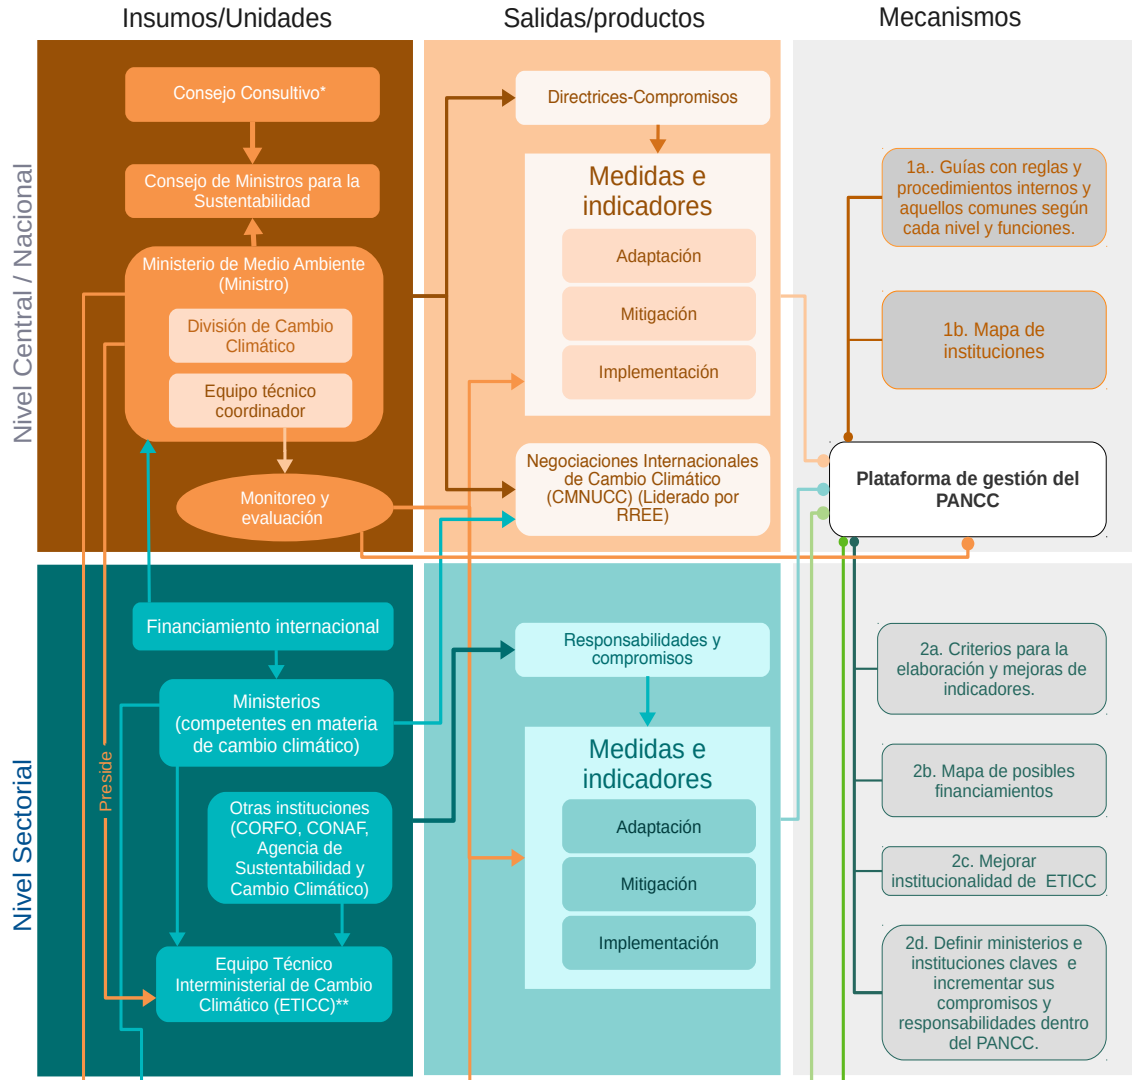 Insumos/Unidades
Salidas/productos
Mecanismos
Nivel Central / Nacional
Consejo Consultivo*
Consejo de Ministros para la
Sustentabilidad
Ministerio de Medio Ambiente
(Ministro)
División de Cambio
Climático
Equipo técnico
coordinador
Monitoreo y
evaluación
Directrices-Compromisos
Medidas e
indicadores
Adaptación
Mitigación
Implementación
Negociaciones Internacionales
de Cambio Climático
(CMNUCC) (Liderado por
RREE)
1a.. Guías con reglas y
procedimientos internos y
aquellos comunes según
cada nivel y funciones.
1b. Mapa de
instituciones
Plataforma de gestión del
PANCC
Nivel Sectorial
Financiamiento internacional
Ministerios
(competentes en materia
de cambio climático)
Preside
Otras instituciones
(CORFO, CONAF,
Agencia de
Sustentabilidad y
Cambio Climático)
Equipo Técnico
Interministerial de Cambio
Climático (ETICC)**
Responsabilidades y
compromisos
Medidas e
indicadores
Adaptación
Mitigación
Implementación
2a. Criterios para la
elaboración y mejoras de
indicadores.
2b. Mapa de posibles
financiamientos
2c. Mejorar
institucionalidad de ETICC
2d. Definir ministerios e
instituciones claves e
incrementar sus
compromisos y
responsabilidades dentro
del PANCC.